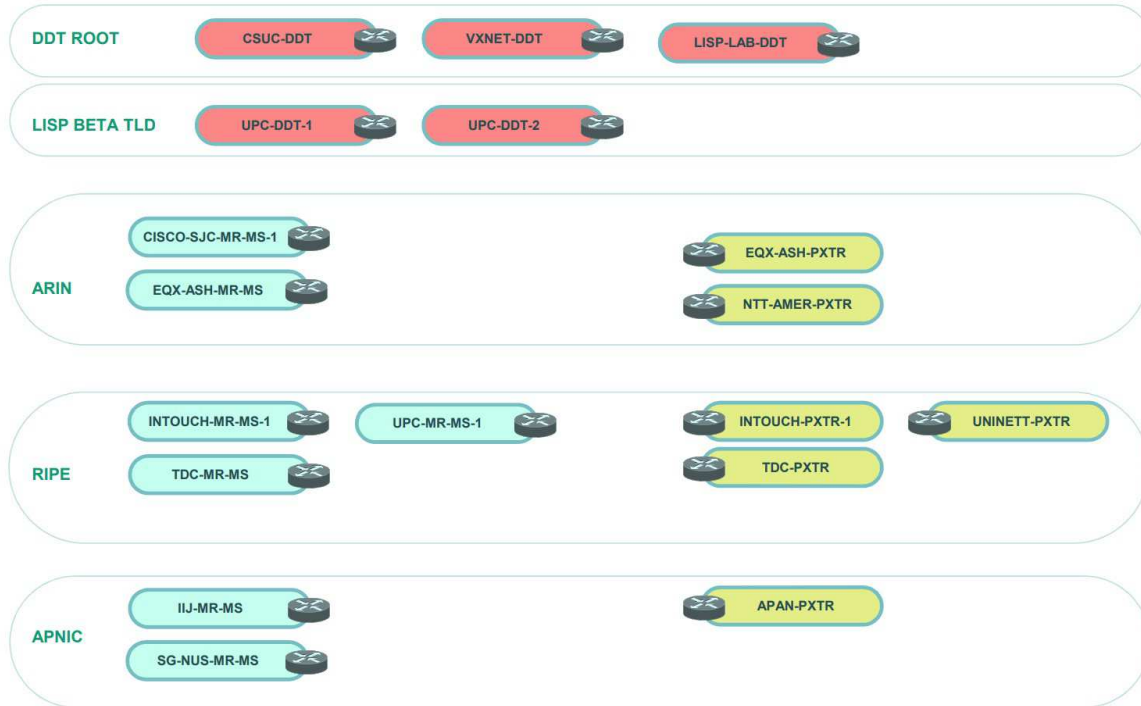 DDT ROOT
CSUC-DDT
VXNET-DDT
LISP-LAB-DDT
LISP BETA TLD
UPC-DDT-1
UPC-DDT-2
ARIN
CISCO-SJC-MR-MS-1
EQX-ASH-MR-MS
EQX-ASH-PXTR
NTT-AMER-PXTR
RIPE
INTOUCH-MR-MS-1
UPC-MR-MS-1
TDC-MR-MS
INTOUCH-PXTR-1
UNINETT-PXTR
TDC-PXTR
APNIC
IIJ-MR-MS
SG-NUS-MR-MS
APAN-PXTR